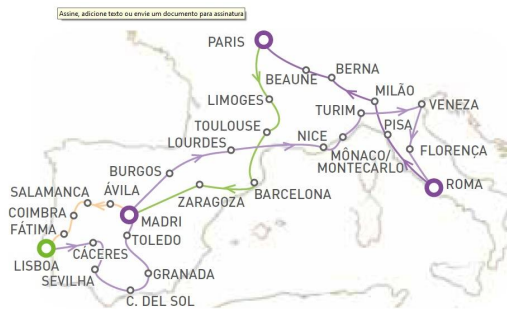 Assine, adicione texto ou envie um documento para assinatura
PARIS
BEAUNE
BERNA
MILÃO
LIMOGES
TURIM
VENEZA
TOULOUSE
PISA
LOURDES
NICE
FLORENÇA
MÔNACO/
MONTECARLO
BURGOS
ROMA
ÁVILA
SALAMANCA
ZARAGOZA
BARCELONA
COIMBRA
MADRI
FÁTIMA
TOLEDO
CÁCERES
LISBOA
SEVILHA
GRANADA
C. DEL SOL